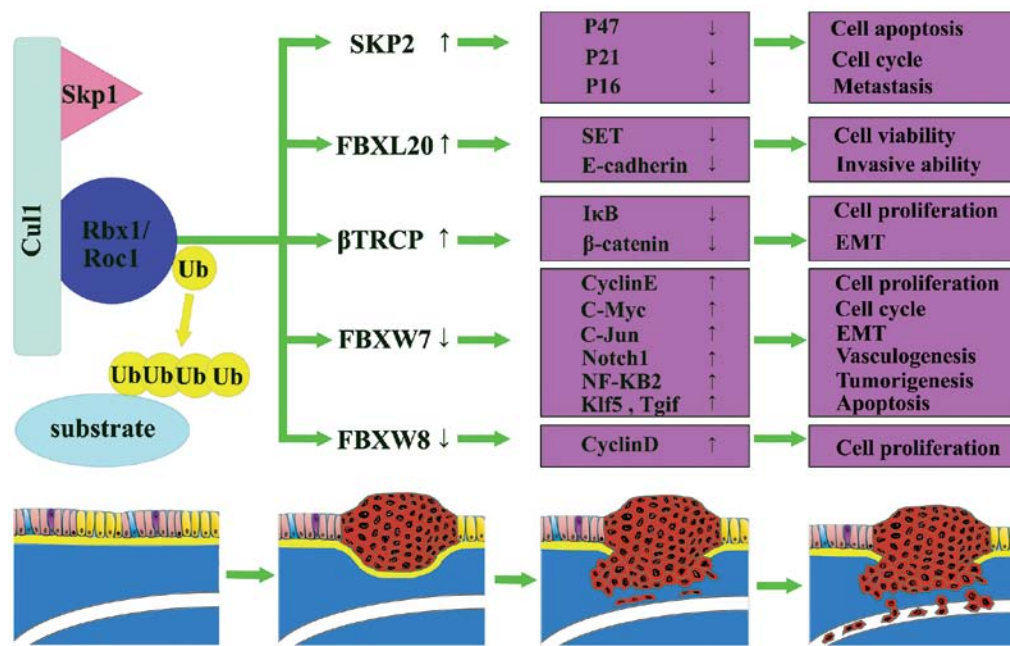 Cul1
Skp1
Rbx1/
Roc1
Ub
Ub Ub Ub Ub
substrate
SKP2 ↑
P47 ↓
P21 ↓
P16 ↓
Cell apoptosis
Cell cycle
Metastasis
FBXL20 ↑
SET ↓
E-cadherin ↓
Cell viability
Invasive ability
βTRCP ↑
IκB ↓
β-catenin ↓
Cell proliferation
EMT
FBXW7 ↓
CyclinE ↑
C-Myc ↑
C-Jun ↑
Notch1 ↑
NF-KB2 ↑
Klf5 , Tgif ↑
Cell proliferation
Cell cycle
EMT
Vasculogenesis
Tumorigenesis
Apoptosis
FBXW8 ↓
CyclinD ↑
Cell proliferation